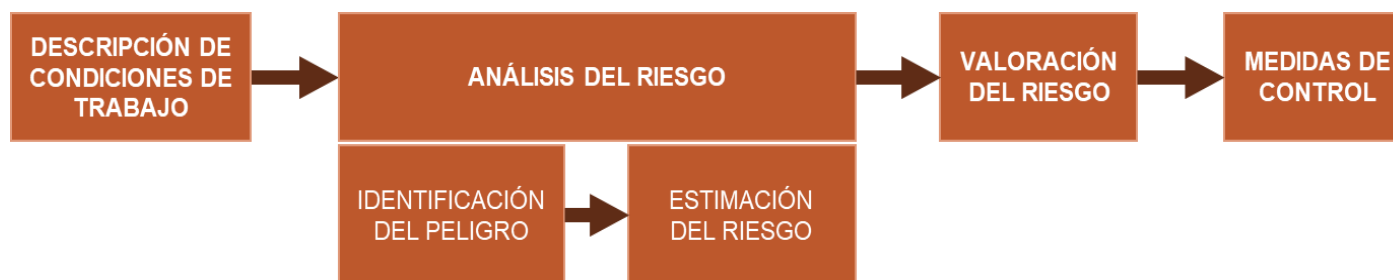 DESCRIPCIÓN DE
CONDICIONES DE
TRABAJO
ANÁLISIS DEL RIESGO
VALORACIÓN
DEL RIESGO
MEDIDAS DE
CONTROL
IDENTIFICACIÓN
DEL PELIGRO
ESTIMACIÓN
DEL RIESGO